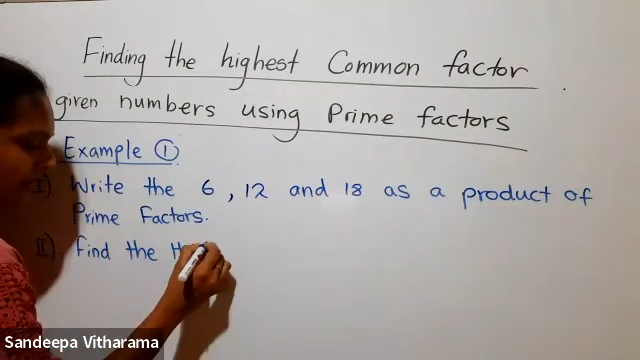 Finding the highest Common factor
given numbers using Prime factors
Example ①
I) Write the 6, 12 and 18 as a product of
Prime Factors.
II) Find the H
Sandeepa Vitharama